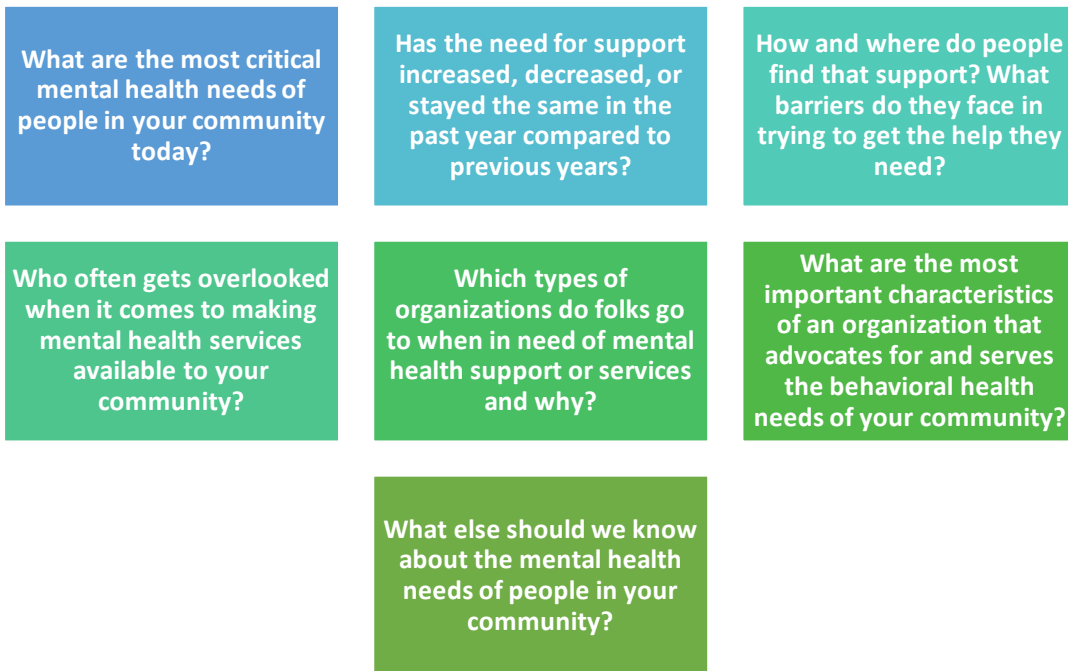 What are the most critical
mental health needs of
people in your community
today?
Has the need for support
increased, decreased, or
stayed the same in the
past year compared to
previous years?
How and where do people
find that support? What
barriers do they face in
trying to get the help they
need?
Who often gets overlooked
when it comes to making
mental health services
available to your
community?
Which types of
organizations do folks go
to when in need of mental
health support or services
and why?
What are the most
important characteristics
of an organization that
advocates for and serves
the behavioral health
needs of your community?
What else should we know
about the mental health
needs of people in your
community?